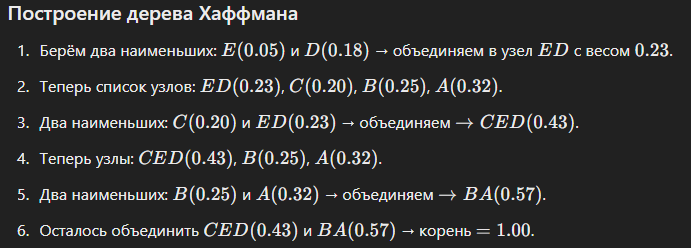 Построение дерева Хаффмана
1. Берём два наименьших: E(0.05) и D(0.18) → объединяем в узел ED с весом 0.23.
2. Теперь список узлов: ED(0.23), C(0.20), B(0.25), A(0.32).
3. Два наименьших: C(0.20) и ED(0.23) → объединяем → CED(0.43).
4. Теперь узлы: CED(0.43), B(0.25), A(0.32).
5. Два наименьших: B(0.25) и A(0.32) → объединяем → BA(0.57).
6. Осталось объединить CED(0.43) и BA(0.57) → корень = 1.00.